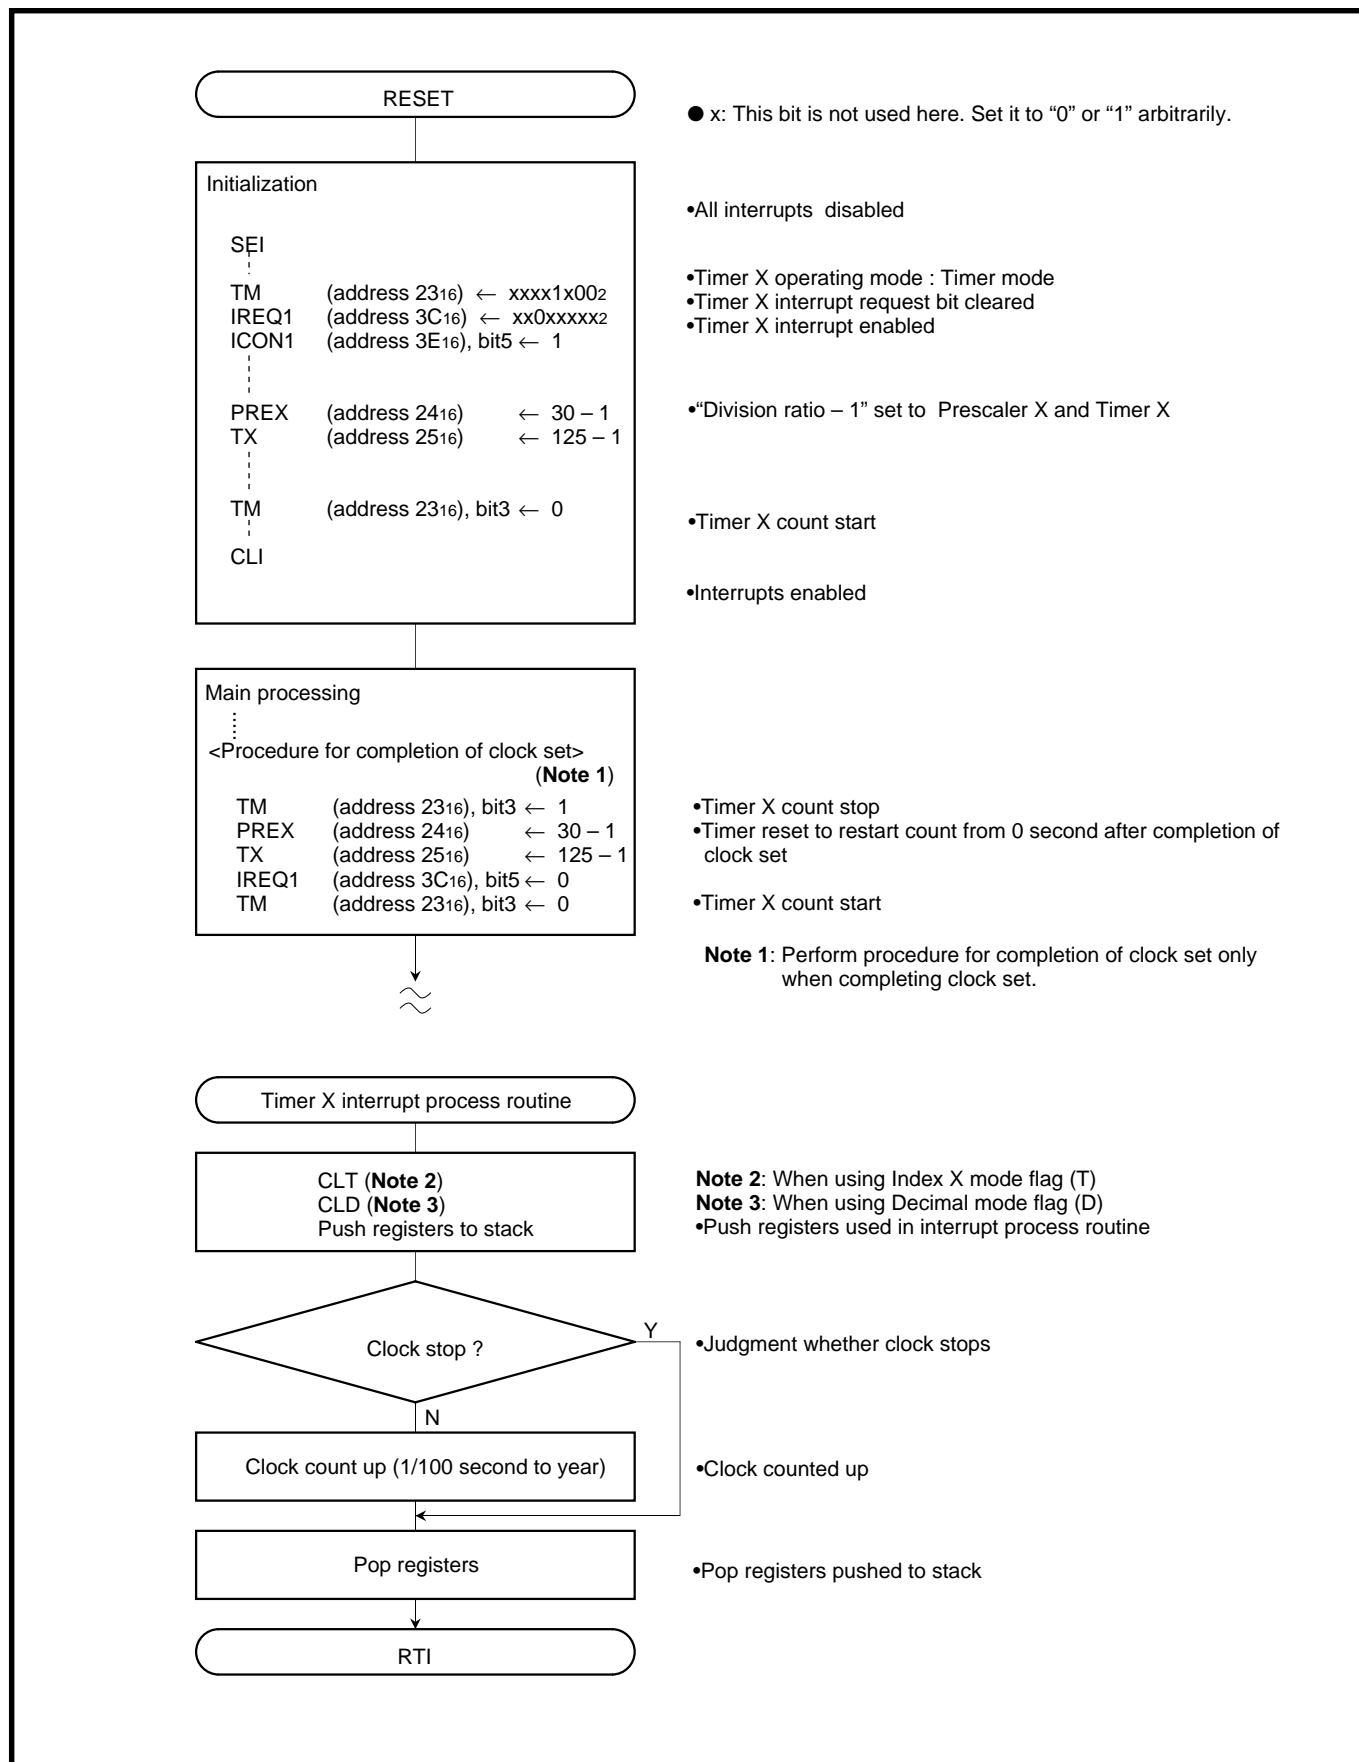 RESET
● x: This bit is not used here. Set it to “0” or “1” arbitrarily.
Initialization
•All interrupts disabled
SEI
•Timer X operating mode : Timer mode
TM (address 2316) ← xxxx1x002
•Timer X interrupt request bit cleared
IREQ1 (address 3C16) ← xx0xxxxx2
•Timer X interrupt enabled
ICON1 (address 3E16), bit5 ← 1
PREX (address 2416) ← 30 – 1
•“Division ratio – 1” set to Prescaler X and Timer X
TX (address 2516) ← 125 – 1
TM (address 2316), bit3 ← 0
•Timer X count start
CLI
•Interrupts enabled
Main processing
<Procedure for completion of clock set>
(Note 1)
TM (address 2316), bit3 ← 1
•Timer X count stop
PREX (address 2416) ← 30 – 1
•Timer reset to restart count from 0 second after completion of
clock set
TX (address 2516) ← 125 – 1
IREQ1 (address 3C16), bit5 ← 0
TM (address 2316), bit3 ← 0
•Timer X count start
Note 1: Perform procedure for completion of clock set only
when completing clock set.
Timer X interrupt process routine
CLT (Note 2)
CLD (Note 3)
Push registers to stack
Note 2: When using Index X mode flag (T)
Note 3: When using Decimal mode flag (D)
•Push registers used in interrupt process routine
Clock stop ?
Y
•Judgment whether clock stops
N
Clock count up (1/100 second to year)
•Clock counted up
Pop registers
•Pop registers pushed to stack
RTI